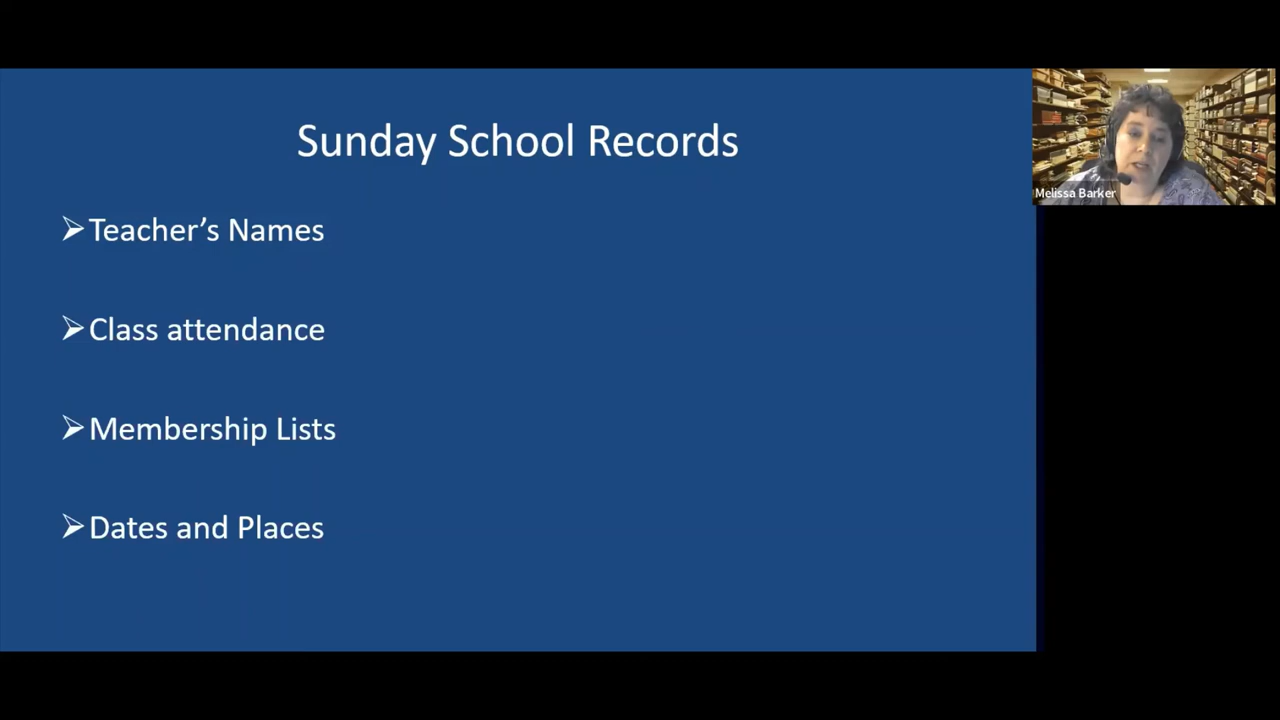 Sunday School Records
Melissa Barker
➢Teacher’s Names
➢Class attendance
➢Membership Lists
➢Dates and Places